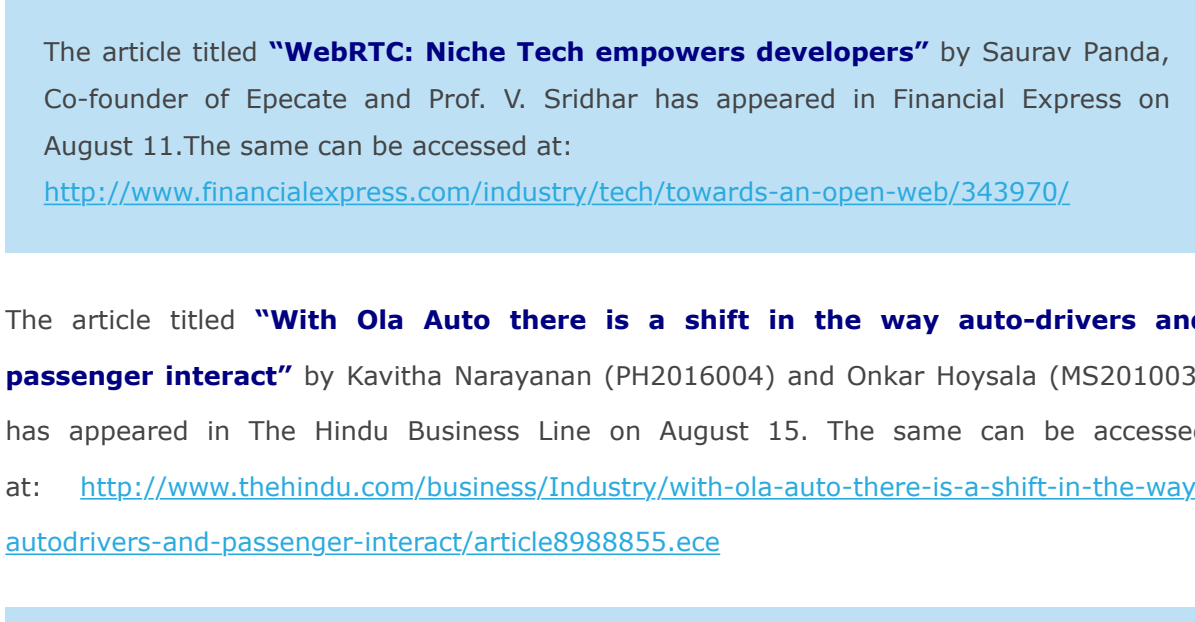 The article titled “WebRTC: Niche Tech empowers developers” by Saurav Panda,
Co-founder of Epecate and Prof. V. Sridhar has appeared in Financial Express on
August 11.The same can be accessed at:
http://www.financialexpress.com/industry/tech/towards-an-open-web/343970/
The article titled “With Ola Auto there is a shift in the way auto-drivers and
passenger interact” by Kavitha Narayanan (PH2016004) and Onkar Hoysala (MS201003
has appeared in The Hindu Business Line on August 15. The same can be accessed
at: http://www.thehindu.com/business/Industry/with-ola-auto-there-is-a-shift-in-the-way-
autodrivers-and-passenger-interact/article8988855.ece